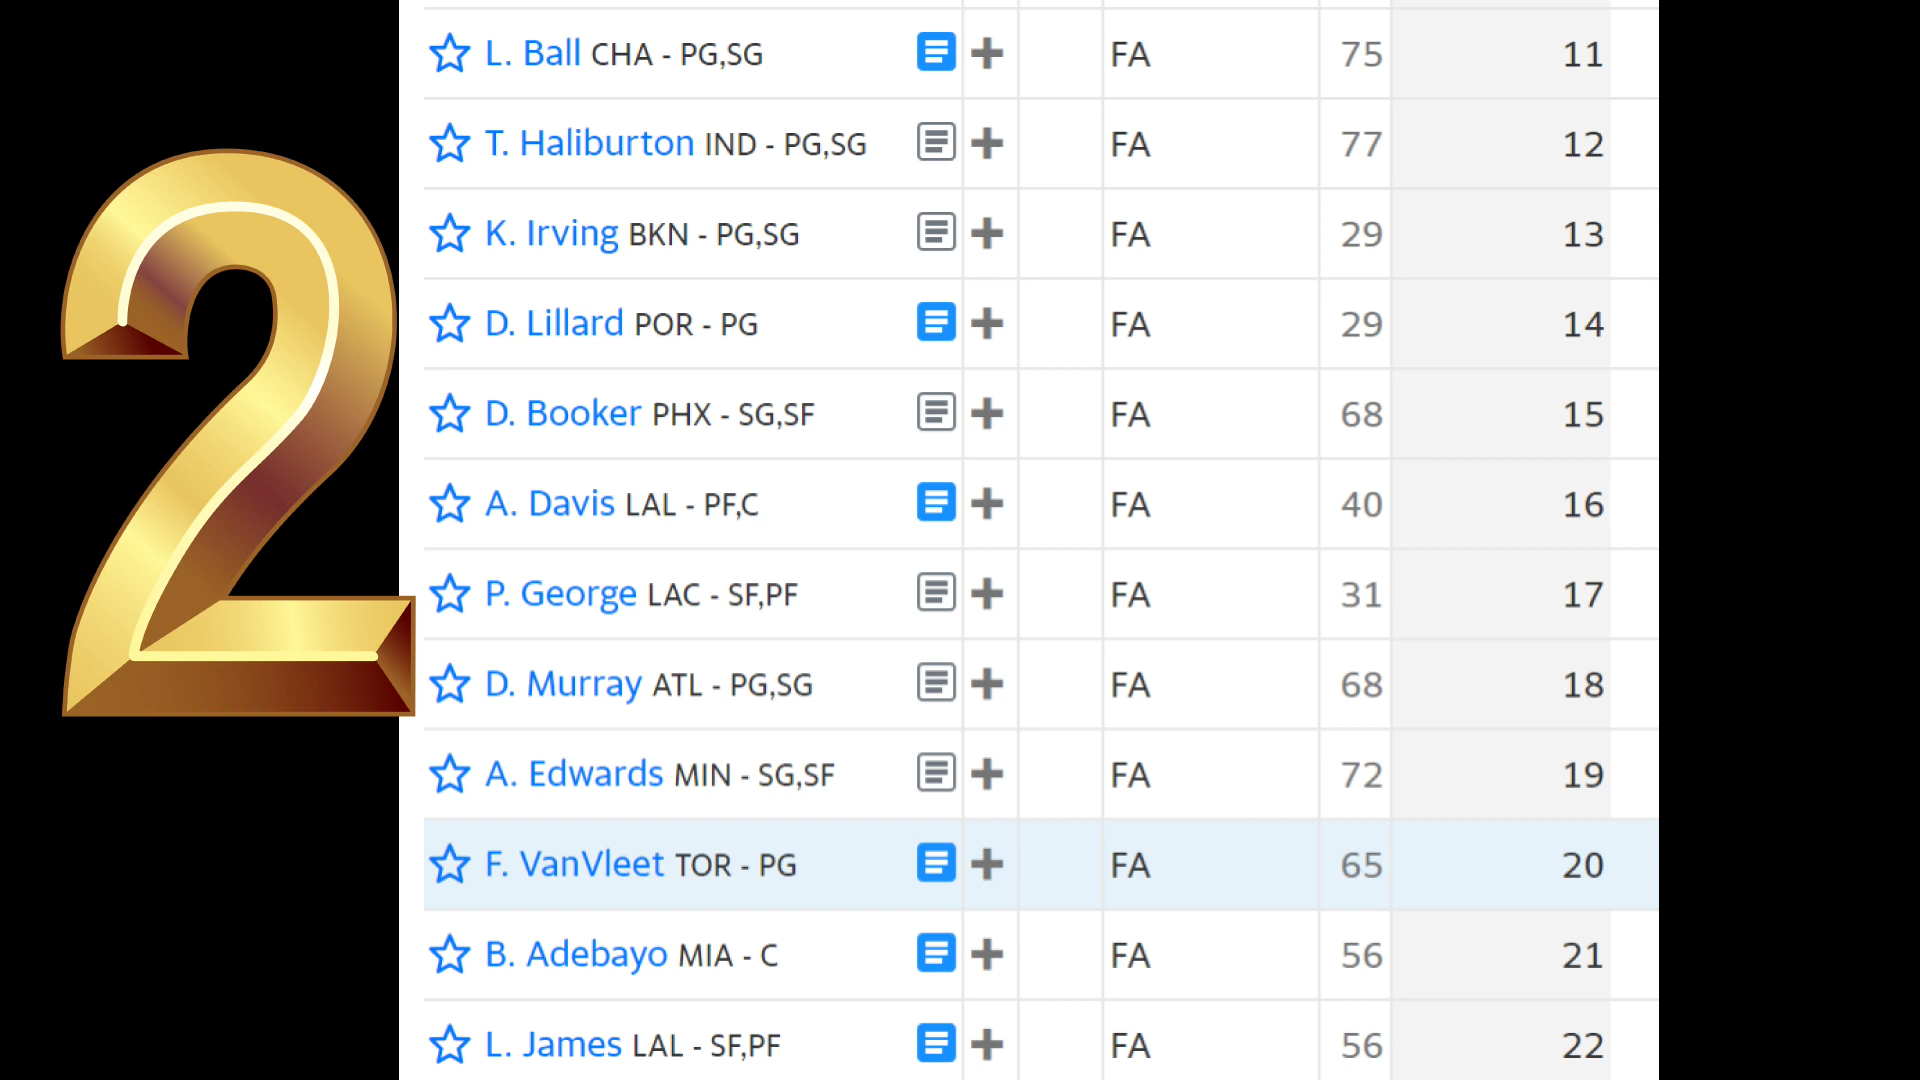 2
L. Ball CHA - PG,SG FA 75 11
T. Haliburton IND - PG,SG FA 77 12
K. Irving BKN - PG,SG FA 29 13
D. Lillard POR - PG FA 29 14
D. Booker PHX - SG,SF FA 68 15
A. Davis LAL - PF,C FA 40 16
P. George LAC - SF,PF FA 31 17
D. Murray ATL - PG,SG FA 68 18
A. Edwards MIN - SG,SF FA 72 19
F. VanVleet TOR - PG FA 65 20
B. Adebayo MIA - C FA 56 21
L. James LAL - SF,PF FA 56 22